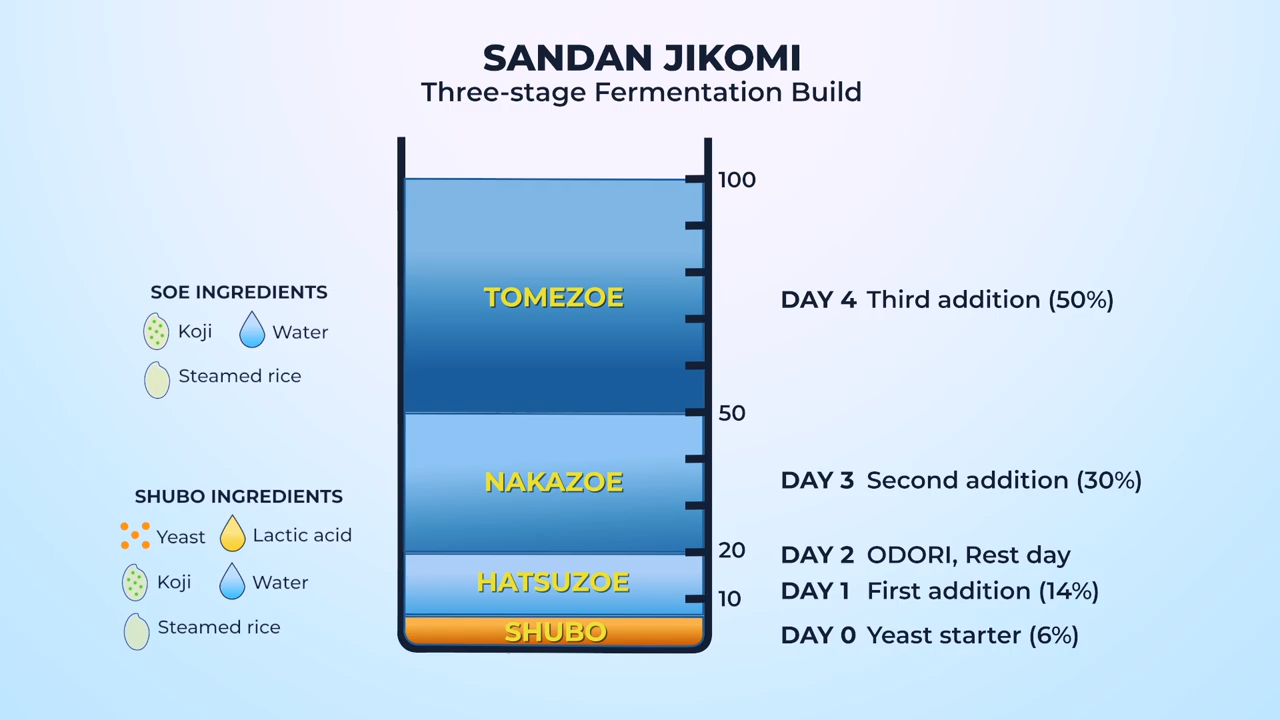 SANDAN JIKOMI
Three-stage Fermentation Build
100
TOMEZOE
DAY 4 Third addition (50%)
SOE INGREDIENTS
Koji
Water
Steamed rice
50
NAKAZOE
DAY 3 Second addition (30%)
20
DAY 2 ODORI, Rest day
HATSUZOE
DAY 1 First addition (14%)
10
SHUBO
DAY 0 Yeast starter (6%)
SHUBO INGREDIENTS
Yeast
Lactic acid
Koji
Water
Steamed rice